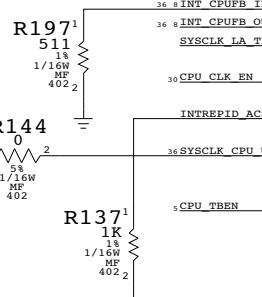 36 8 INT_CPUFB_I
36 8 INT_CPUFB_O
R197 1
SYSCLK_LA_T
511
1%
1/16W
MF
402 2
30 CPU_CLK_EN
INTREPID_AC
R144
0
2
36 SYSCLK_CPU_
5%
1/16W
MF
402
5 CPU_TBEN
R137 1
1K
1%
1/16W
MF
402 2